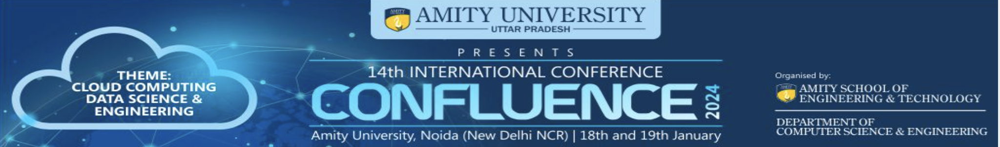 AMITY UNIVERSITY
UTTAR PRADESH
PRESENTS
14th INTERNATIONAL CONFERENCE
CONFLUENCE 2024
Amity University, Noida (New Delhi NCR) | 18th and 19th January
THEME:
CLOUD COMPUTING
DATA SCIENCE &
ENGINEERING
Organised by:
AMITY
AMITY SCHOOL OF
ENGINEERING & TECHNOLOGY
DEPARTMENT OF
COMPUTER SCIENCE & ENGINEERING